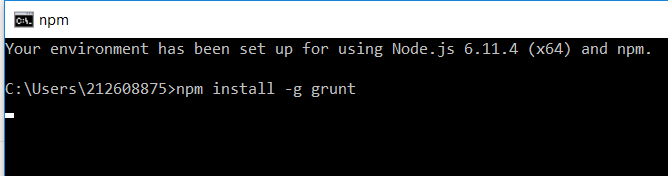 npm
Your environment has been set up for using Node.js 6.11.4 (x64) and npm.
C:\Users\212608875>npm install -g grunt